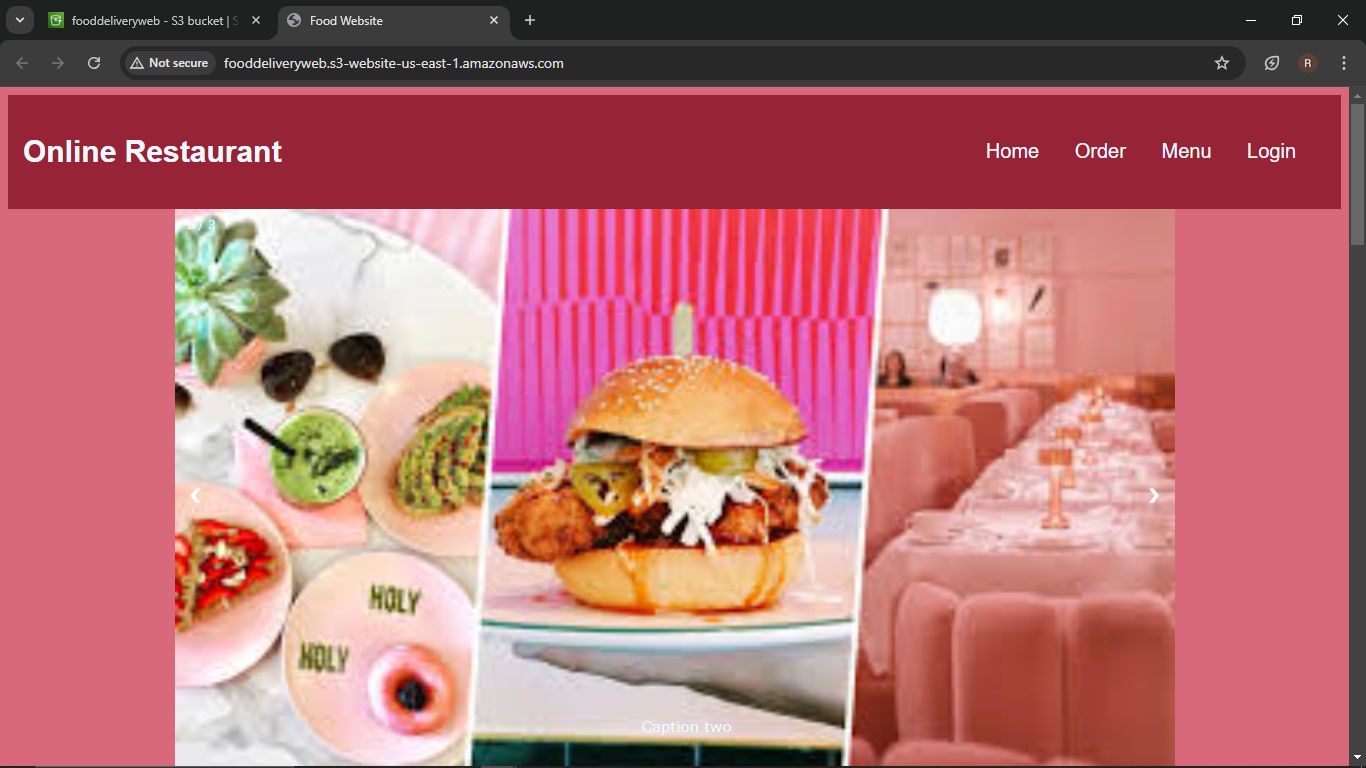 fooddeliveryweb - S3 bucket | S
Food Website
Not secure
fooddeliveryweb.s3-website-us-east-1.amazonaws.com
R
Online Restaurant
Home
Order
Menu
Login
/ 3
HOLY
HOLY
Caption two